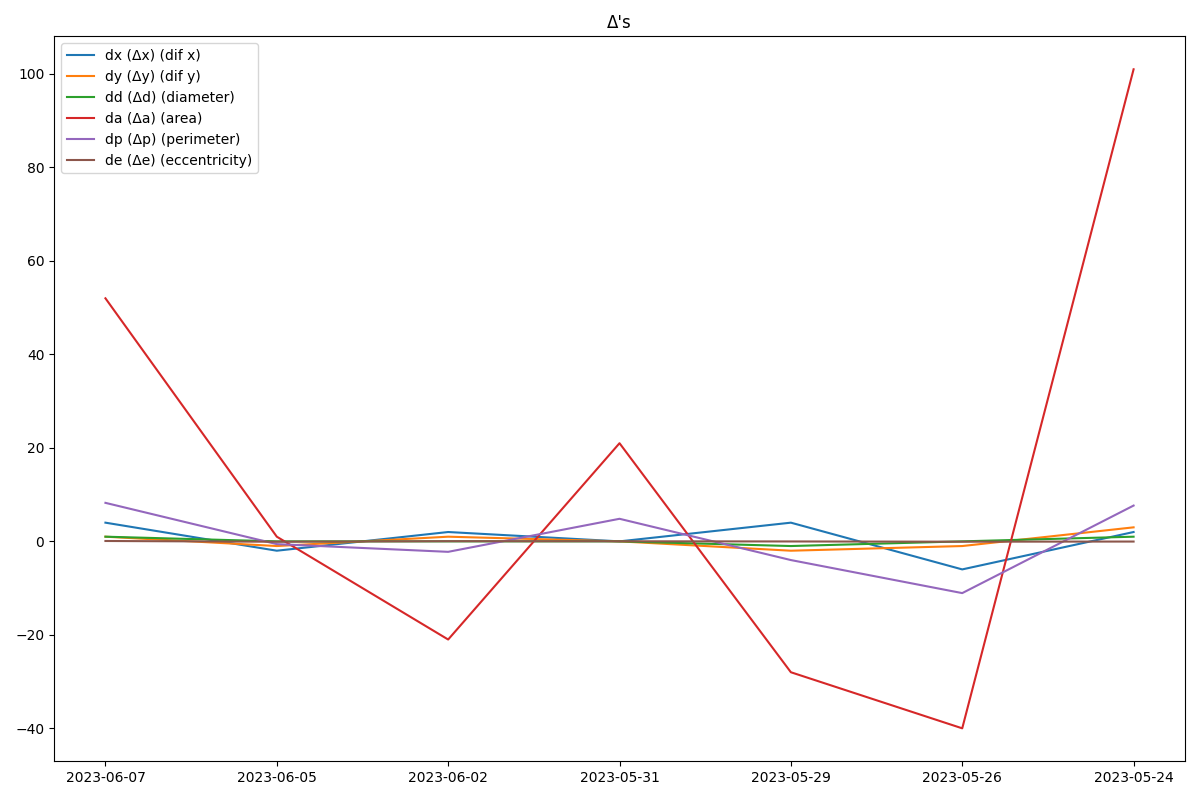 Δ's
dx (Δx) (dif x)
dy (Δy) (dif y)
dd (Δd) (diameter)
da (Δa) (area)
dp (Δp) (perimeter)
de (Δe) (eccentricity)
100
80
60
40
20
0
−20
−40
2023-06-07 2023-06-05 2023-06-02 2023-05-31 2023-05-29 2023-05-26 2023-05-24